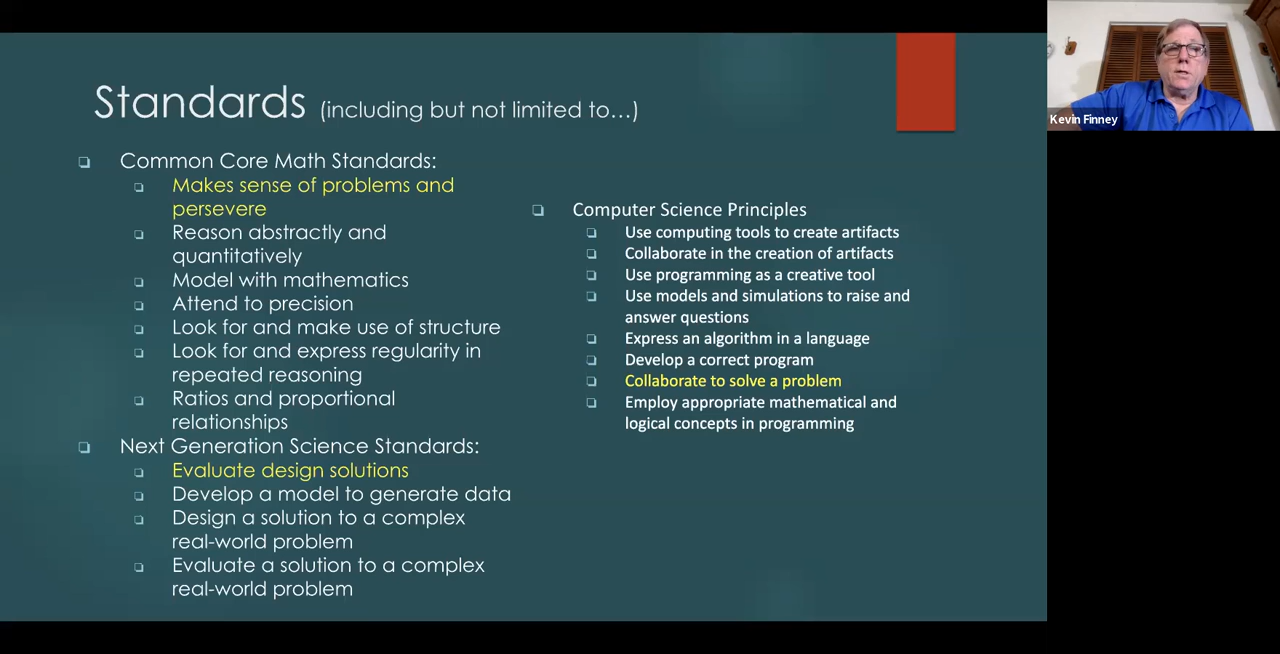 Standards (including but not limited to...)
Common Core Math Standards:
Makes sense of problems and
persevere
Reason abstractly and
quantitatively
Model with mathematics
Attend to precision
Look for and make use of structure
Look for and express regularity in
repeated reasoning
Ratios and proportional
relationships
Next Generation Science Standards:
Evaluate design solutions
Develop a model to generate data
Design a solution to a complex
real-world problem
Evaluate a solution to a complex
real-world problem
Computer Science Principles
Use computing tools to create artifacts
Collaborate in the creation of artifacts
Use programming as a creative tool
Use models and simulations to raise and
answer questions
Express an algorithm in a language
Develop a correct program
Collaborate to solve a problem
Employ appropriate mathematical and
logical concepts in programming
Kevin Finney